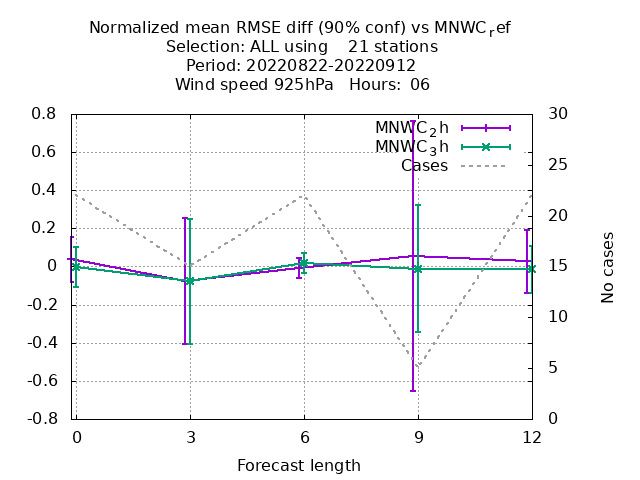 Normalized mean RMSE diff (90% conf) vs MNWC_ref
Selection: ALL using    21 stations
Period: 20220822-20220912
Wind speed 925hPa   Hours: 06
0.8
0.6
0.4
0.2
0
-0.2
-0.4
-0.6
-0.8
MNWC_2h
MNWC_3h
Cases
30
25
20
15
10
5
0
No cases
0 3 6 9 12
Forecast length